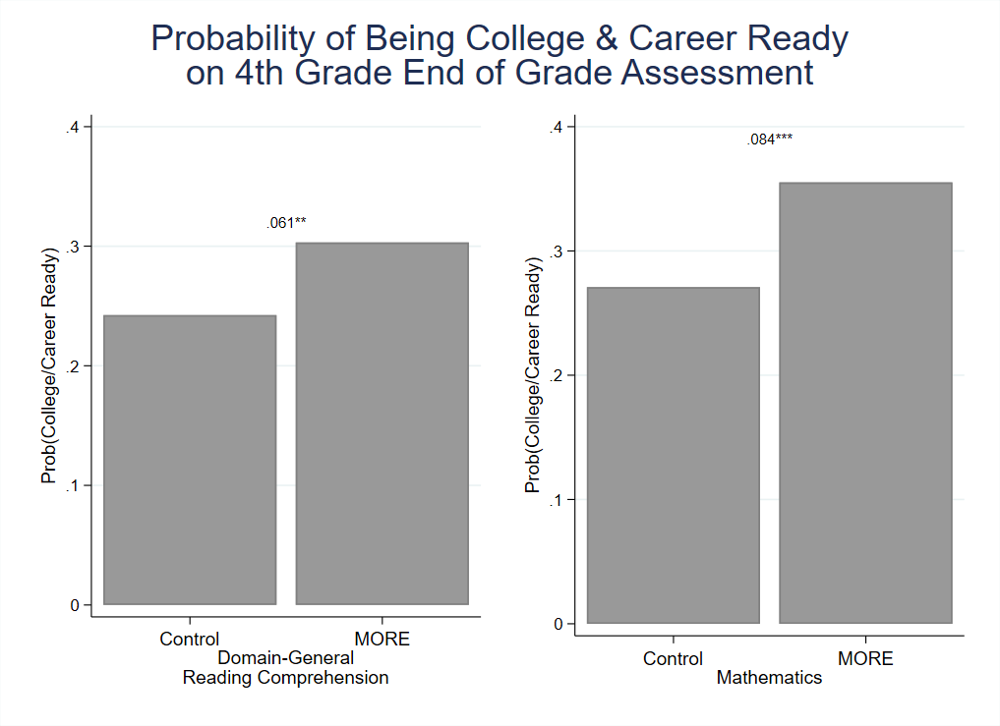 Probability of Being College & Career Ready
on 4th Grade End of Grade Assessment
Prob(College/Career Ready)
.4
.3
.2
.1
0
.061**
Control
MORE
Domain-General
Reading Comprehension
Prob(College/Career Ready)
.4
.3
.2
.1
0
.084***
Control
MORE
Mathematics